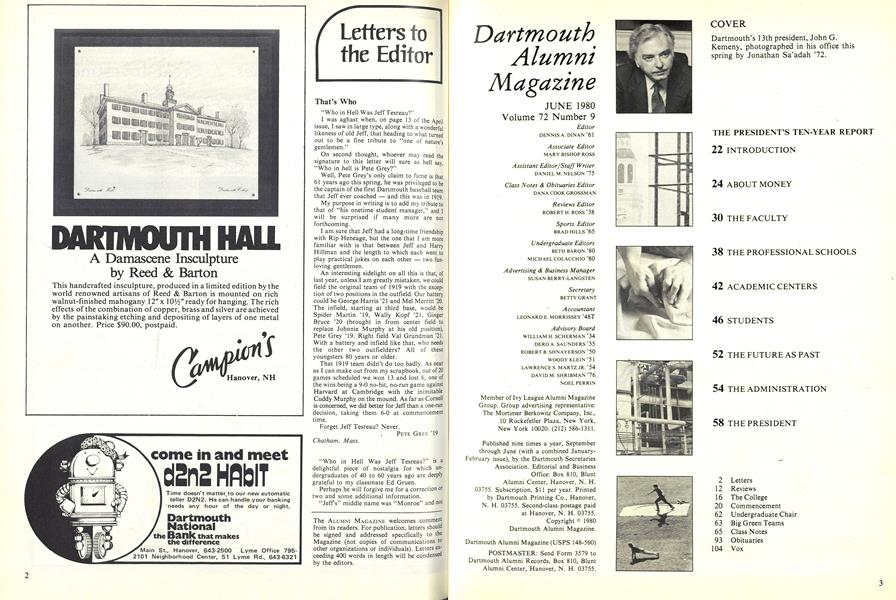 DARTMOUTH HALL
A Damascene Insculpture
by Reed & Barton
This handcrafted insculpture, produced in a limited edition by the
world renowned artisans of Reed & Barton is mounted on rich
walnut-finished mahogany 12" x 10½" ready for hanging. The rich
effects of the combination of copper, brass and silver are achieved
by the painstaking etching and depositing of layers of one metal
on another. Price $90.00, postpaid.
Campion's
Hanover, NH
come in and meet
d2n2 HAbIT
Time doesn't matter to our new automatic
teller D2N2. He can handle your banking
needs any hour of the day or night.
Dartmouth
National
the Bank that makes
the difference
Main St., Hanover, 643-2500 Lyme Office 795-
2101 Neighborhood Center, 51 Lyme Rd., 643-6321
2
Letters to
the Editor
That's Who
"Who in Hell Was Jeff Tesreau?"
I was aghast when, on page 13 of the April
issue, I saw in large type, along with a wonderful
likeness of old Jeff, that heading to what turned
out to be a fine tribute to "one of nature's
gentlemen."
On second thought, whoever may read the
signature to this letter will sure as hell say,
"Who in hell is Pete Grey?"
Well, Pete Grey's only claim to fame is that
61 years ago this spring, he was privileged to be
the captain of the first Dartmouth baseball team
that Jeff ever coached — and this was in 1919.
My purpose in writing is to add my tribute to
that of "his onetime student manager," and I
will be surprised if many more are not
forthcoming.
I am sure that Jeff had a long-time friendship
with Rip Heneage, but the one that I am more
familiar with is that between Jeff and Harry
Hillman and the length to which each went to
play practical jokes on each other — two fun-
loving gentlemen.
An interesting sidelight on all this is that, of
last year, unless I am greatly mistaken, we could
field the original team of 1919 with the excep-
tion of two positions in the outfield. Our battery
could be George Harris '21 and Mel Merritt '20.
The infield, starting at third base, would be
Spider Martin '19, Wally Kopf '21, Ginger
Bruce '20 (brought in from center field to
replace Johnnie Murphy at his old position),
Pete Grey '19. Right field Val Grundman '21.
With a battery and infield like that, who needs
the other two outfielders? All of these
youngsters 80 years or older.
That 1919 team didn't do too badly. As near
as I can make out from my scrapbook, out of 20
games scheduled we won 13 and lost 6, one of
the wins being a 9-0 no-hit, no-run game against
Harvard at Cambridge with the inimitable
Cuddy Murphy on the mound. As far as Cornell
is concerned, we did better for Jeff than a one-run
decision, taking them 6-0 at commencement
time.
Forget Jeff Tesreau? Never.
PETE GREY '19
Chatham, Mass.
"Who in Hell Was Jeff Tesreau?" is a
delightful piece of nostalgia for which un-
dergraduates of 40 to 60 years ago are deeply
grateful to my classmate Ed Gruen.
Perhaps he will forgive me for a correction or
two and some additional information.
"Jeff's" middle name was "Monroe" and not
The ALUMNI MAGAZINE welcomes comment
from its readers. For publication, letters should
be signed and addressed specifically to the
Magazine (not copies of communications to
other organizations or individuals). Letters ex-
ceeding 400 words in length will be condensed
by the editors.
Dartmouth
Alumni
Magazine
JUNE 1980
Volume 72 Number 9
Editor
DENNIS A. DINAN '61
Associate Editor
MARY BISHOP ROSS
Assistant Editor/Staff Writer
DANIEL M. NELSON '75
Class Notes & Obituaries Editor
DANA COOK GROSSMAN
Reviews Editor
ROBERT H. ROSS '38
Sports Editor
BRAD HILLS '65
Undergraduate Editors
BETH BARON '80
MICHAEL COLACCHIO '80
Advertising & Business Manager
SUSAN BERRY-LANGSTEN
Secretary
BETTY GRANT
Accountant
LEONARD E. MORRISSEY '48T
Advisory Board
WILLIAM H. SCHERMAN '34
DERO A. SAUNDERS '35
ROBERT B. SHNAYERSON '50
WOODY KLEIN '51
LAWRENCE S. MARTZ JR. '54
DAVID M. SHRIBMAN '76
NOEL PERRIN
Member of Ivy League Alumni Magazine
Group. Group advertising representative:
The Mortimer Berkowitz Company, Inc.,
10 Rockefeller Plaza, New York,
New York 10020. (212) 586-1311.
Published nine times a year, September
through June (with a combined January-
February issue), by the Dartmouth Secretaries
Association. Editorial and Business
Office: Box 810, Blunt
Alumni Center, Hanover, N. H.
03755. Subscription, $11 per year. Printed
by Dartmouth Printing Co., Hanover,
N. H. 03755. Second-class postage paid
at Hanover, N. H. 03755.
Copyright © 1980
Dartmouth Alumni Magazine.
Dartmouth Alumni Magazine (USPS 148-560)
POSTMASTER: Send Form 3579 to
Dartmouth Alumni Records, Box 810, Blunt
Alumni Center, Hanover, N.H. 03755.
COVER
Dartmouth's 13th president, John G.
Kemeny, photographed in his office this
spring by Jonathan Sa'adah '72.
THE PRESIDENT'S TEN-YEAR REPORT
22 INTRODUCTION
24 ABOUT MONEY
30 THE FACULTY
38 THE PROFESSIONAL SCHOOLS
42 ACADEMIC CENTERS
46 STUDENTS
52 THE FUTURE AS PAST
54 THE ADMINISTRATION
58 THE PRESIDENT
2 Letters
12 Reviews
16 The College
20 Commencement
62 Undergraduate Chair
63 Big Green Teams
65 Class Notes
93 Obituaries
104 Vox
3